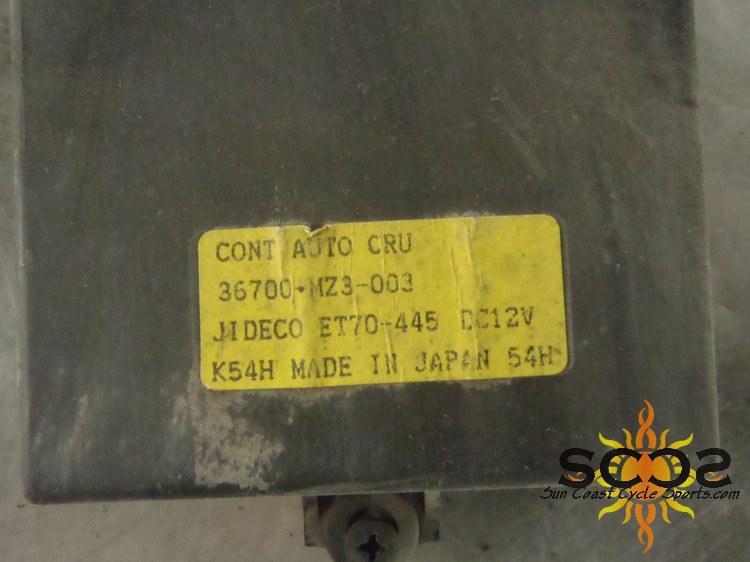 CONT AUTO CRU
36700-MZ3-003
JIDECO ET70-445 DC12V
K54H MADE IN JAPAN 54H
SCCS
Sun Coast Cycle Sports.com